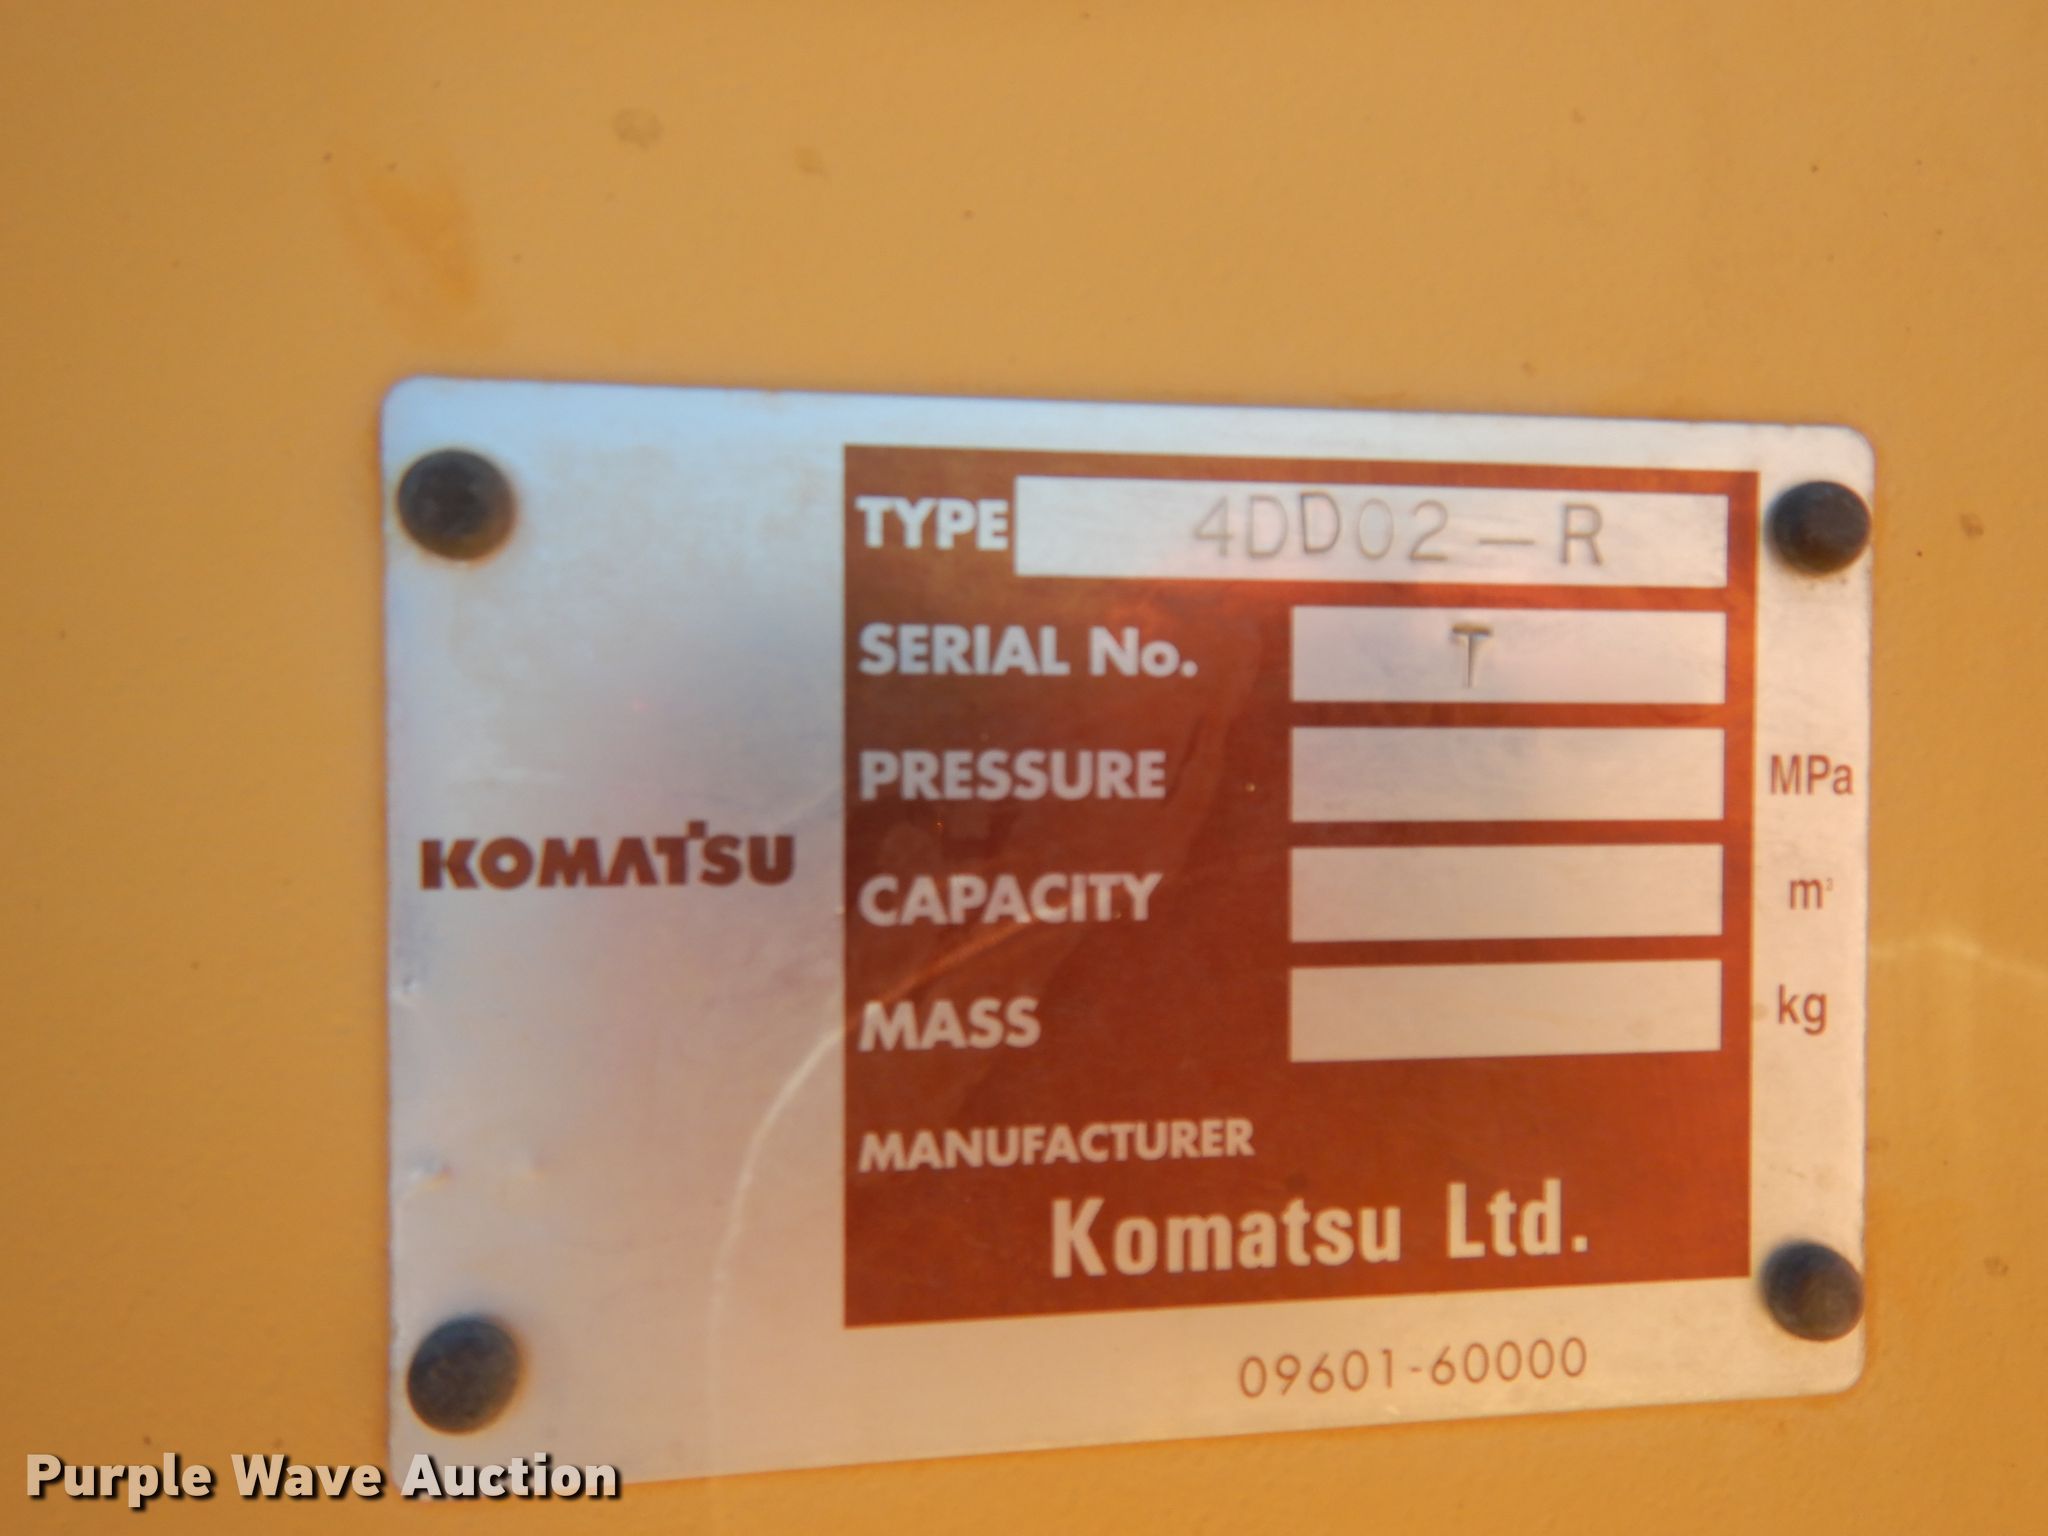 TYPE 4DD02-R
SERIAL No. T
PRESSURE MPa
KOMATSU
CAPACITY m³
MASS kg
MANUFACTURER
Komatsu Ltd.
09601-60000
Purple Wave Auction